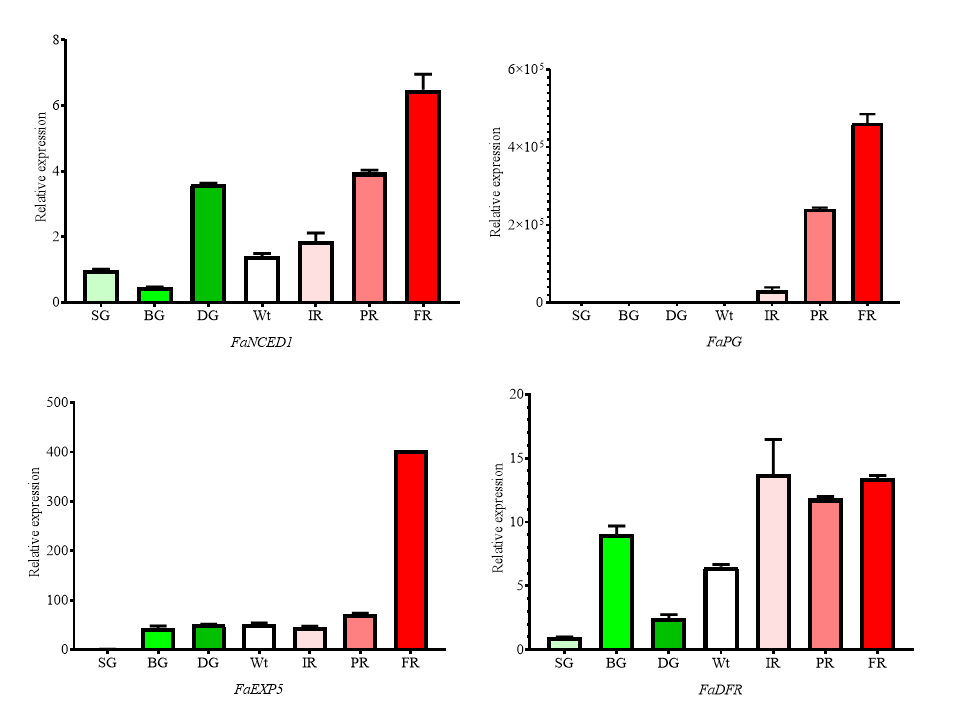 8
6
4
2
0
Relative expression
SG BG DG Wt IR PR FR
FaNCED1
6×10⁵
4×10⁵
2×10⁵
0
Relative expression
SG BG DG Wt IR PR FR
FaPG
500
400
300
200
100
0
Relative expression
SG BG DG Wt IR PR FR
FaEXP5
20
15
10
5
0
Relative expression
SG BG DG Wt IR PR FR
FaDFR